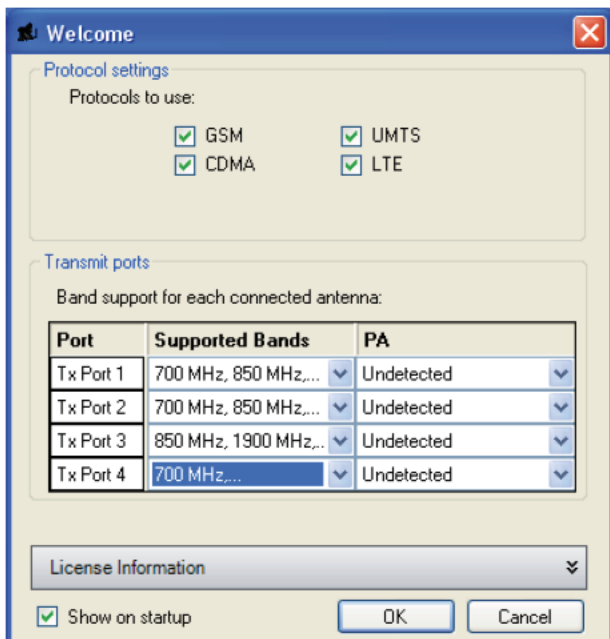 Welcome
Protocol settings
Protocols to use:
GSM UMTS
CDMA LTE
Transmit ports
Band support for each connected antenna:
Port Supported Bands PA
Tx Port 1 700 MHz, 850 MHz,... Undetected
Tx Port 2 700 MHz, 850 MHz,... Undetected
Tx Port 3 850 MHz, 1900 MHz,.. Undetected
Tx Port 4 700 MHz,... Undetected
License Information
Show on startup OK Cancel